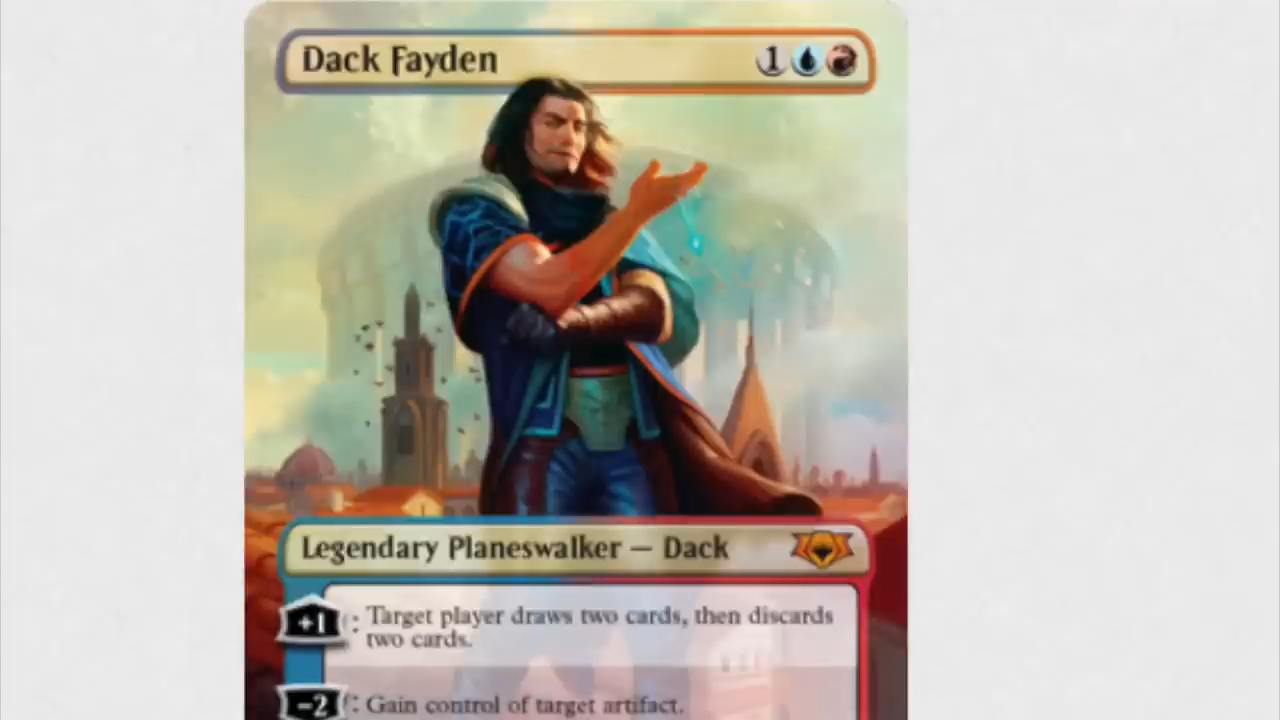 Dack Fayden 1
Legendary Planeswalker — Dack
+1: Target player draws two cards, then discards
two cards.
−2: Gain control of target artifact.